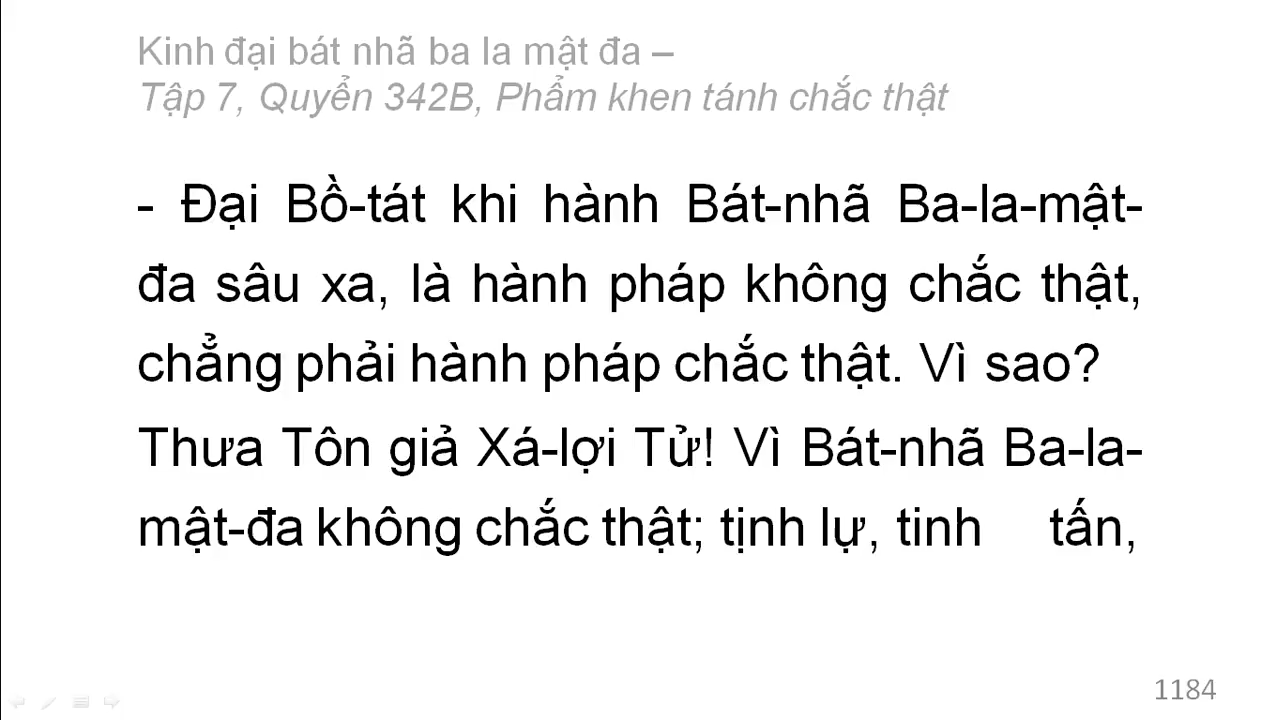 Kinh đại bát nhã ba la mật đa –
Tập 7, Quyển 342B, Phẩm khen tánh chắc thật
- Đại Bồ-tát khi hành Bát-nhã Ba-la-mật-
đa sâu xa, là hành pháp không chắc thật,
chẳng phải hành pháp chắc thật. Vì sao?
Thưa Tôn giả Xá-lợi Tử! Vì Bát-nhã Ba-la-
mật-đa không chắc thật; tịnh lự, tinh tấn,
1184